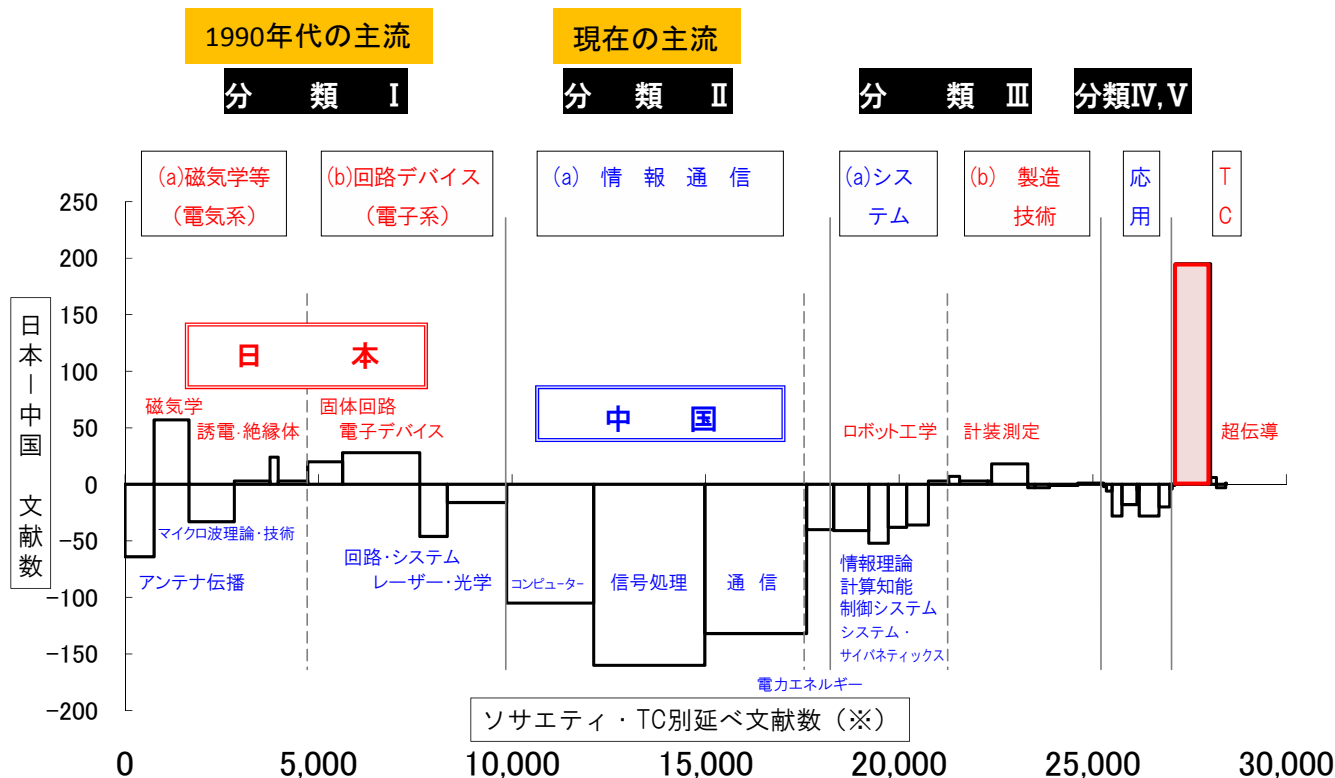 1990年代の主流
現在の主流
分 類 Ⅰ
分 類 Ⅱ
分 類 Ⅲ
分類Ⅳ,Ⅴ
(a)磁気学等
(電気系)
(b)回路デバイス
(電子系)
(a) 情 報 通 信
(a)シス
テム
(b) 製造
技術
応
用
T
C
250
200
150
100
50
0
-50
-100
-150
-200
日本ー中国 文献数
日 本
中 国
磁気学
誘電・絶縁体
固体回路
電子デバイス
ロボット工学
計装測定
超伝導
マイクロ波理論・技術
アンテナ伝播
回路・システム
レーザー・光学
コンピューター
信号処理
通 信
情報理論
計算知能
制御システム
システム・
サイバネティックス
電力エネルギー
ソサエティ・TC別延べ文献数(※)
0
5,000
10,000
15,000
20,000
25,000
30,000